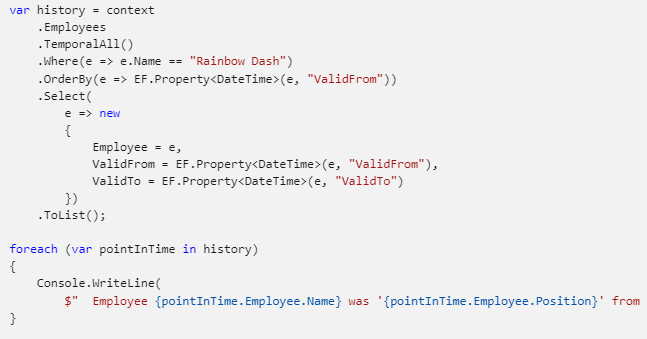 var history = context
    .Employees
    .TemporalAll()
    .Where(e => e.Name == "Rainbow Dash")
    .OrderBy(e => EF.Property<DateTime>(e, "ValidFrom"))
    .Select(
        e => new
        {
            Employee = e,
            ValidFrom = EF.Property<DateTime>(e, "ValidFrom"),
            ValidTo = EF.Property<DateTime>(e, "ValidTo")
        })
    .ToList();

foreach (var pointInTime in history)
{
    Console.WriteLine(
        $"  Employee {pointInTime.Employee.Name} was '{pointInTime.Employee.Position}' from
}